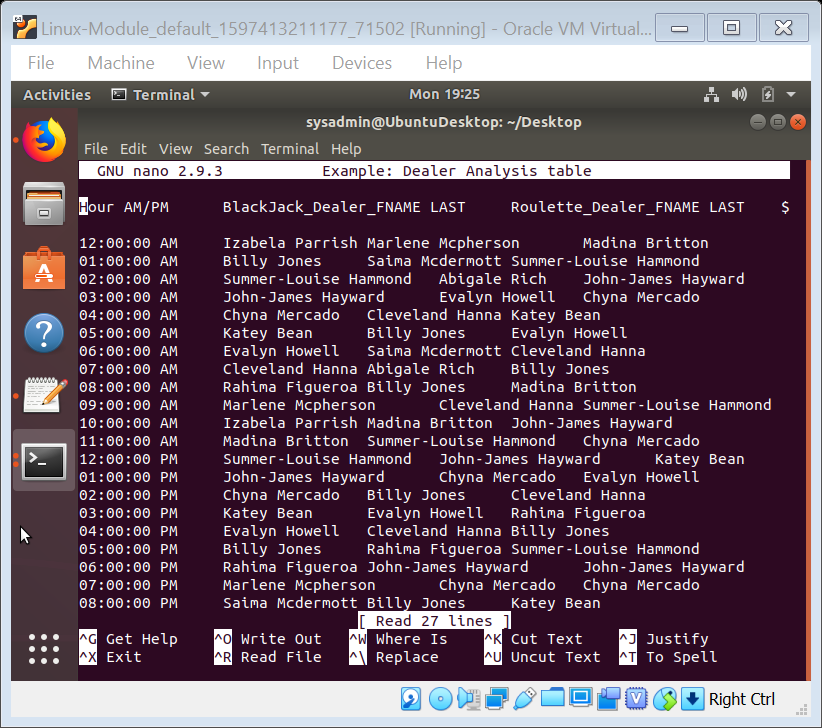 Linux-Module_default_1597413211177_71502 [Running] - Oracle VM Virtual...
File Machine View Input Devices Help
Activities Terminal Mon 19:25
sysadmin@UbuntuDesktop: ~/Desktop
File Edit View Search Terminal Help
GNU nano 2.9.3 Example: Dealer Analysis table
Hour AM/PM BlackJack_Dealer_FNAME LAST Roulette_Dealer_FNAME LAST $
12:00:00 AM Izabela Parrish Marlene Mcpherson Madina Britton
01:00:00 AM Billy Jones Saima Mcdermott Summer-Louise Hammond
02:00:00 AM Summer-Louise Hammond Abigale Rich John-James Hayward
03:00:00 AM John-James Hayward Evalyn Howell Chyna Mercado
04:00:00 AM Chyna Mercado Cleveland Hanna Katey Bean
05:00:00 AM Katey Bean Billy Jones Evalyn Howell
06:00:00 AM Evalyn Howell Saima Mcdermott Cleveland Hanna
07:00:00 AM Cleveland Hanna Abigale Rich Billy Jones
08:00:00 AM Rahima Figueroa Billy Jones Madina Britton
09:00:00 AM Marlene Mcpherson Cleveland Hanna Summer-Louise Hammond
10:00:00 AM Izabela Parrish Madina Britton John-James Hayward
11:00:00 AM Madina Britton Summer-Louise Hammond Chyna Mercado
12:00:00 PM Summer-Louise Hammond John-James Hayward Katey Bean
01:00:00 PM John-James Hayward Chyna Mercado Evalyn Howell
02:00:00 PM Chyna Mercado Billy Jones Cleveland Hanna
03:00:00 PM Katey Bean Evalyn Howell Rahima Figueroa
04:00:00 PM Evalyn Howell Cleveland Hanna Billy Jones
05:00:00 PM Billy Jones Rahima Figueroa Summer-Louise Hammond
06:00:00 PM Rahima Figueroa John-James Hayward John-James Hayward
07:00:00 PM Marlene Mcpherson Chyna Mercado Chyna Mercado
08:00:00 PM Saima Mcdermott Billy Jones Katey Bean
[ Read 27 lines ]
^G Get Help ^O Write Out ^W Where Is ^K Cut Text ^J Justify
^X Exit ^R Read File ^\ Replace ^U Uncut Text ^T To Spell
Right Ctrl